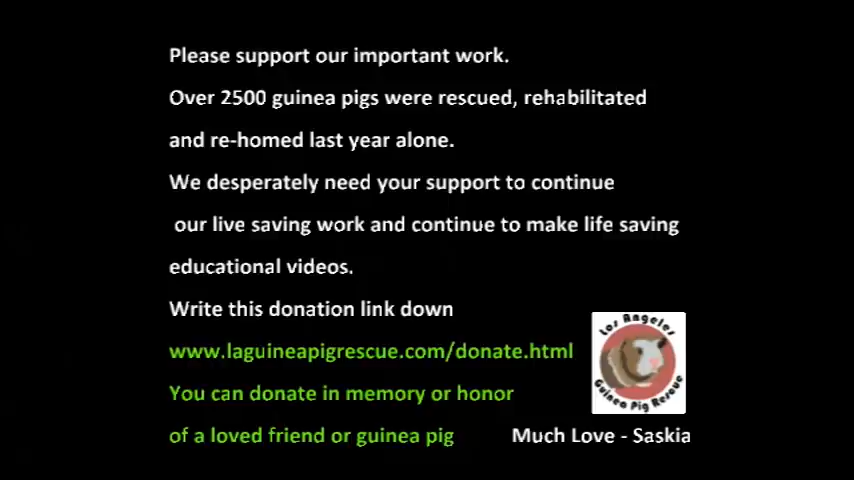 Please support our important work.
Over 2500 guinea pigs were rescued, rehabilitated
and re-homed last year alone.
We desperately need your support to continue
our live saving work and continue to make life saving
educational videos.
Write this donation link down
www.laguineapigrescue.com/donate.html
You can donate in memory or honor
of a loved friend or guinea pig
Los Angeles
Guinea Pig Rescue
Much Love - Saskia